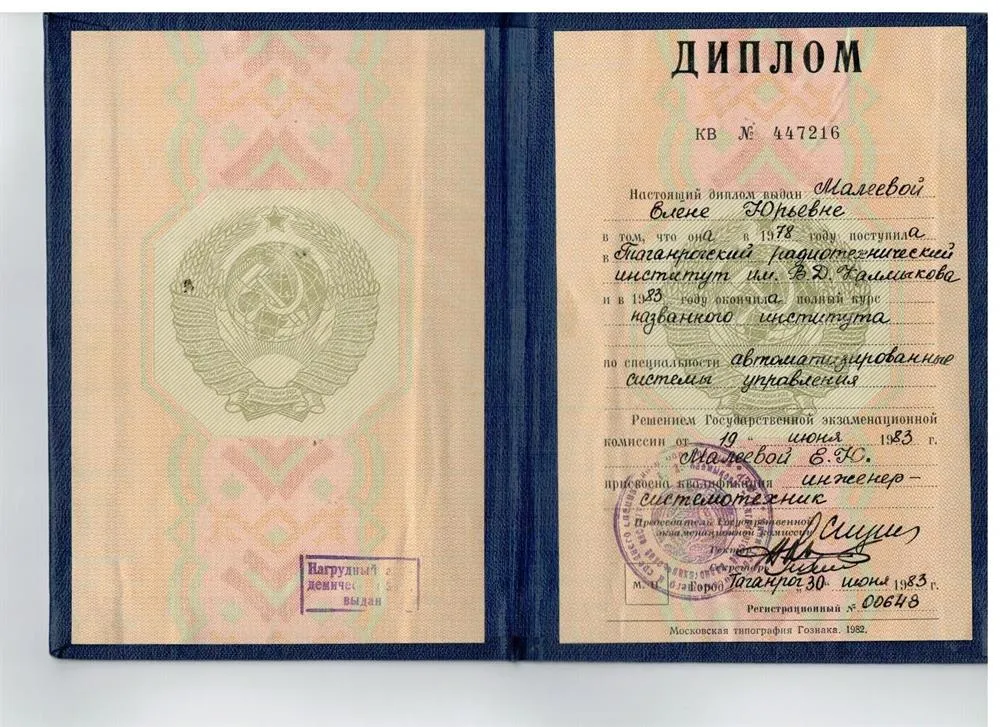 Нагрудный а
демичес
выдан
ДИПЛОМ
КВ № 447216
Настоящий диплом выдан Малеевой
Елене Юрьевне
в том, что она в 1978 году поступила
в Таганрогский радиотехнический
институт им. В.Д. Калмыкова
и в 1983 году окончила полный курс
названного института
по специальности автоматизированные
системы управления
Решением Государственной экзаменационной
комиссии от 19 " июня 1983 г.
Малеевой Е.Ю.
присвоена квалификация инженер-
системотехник
Председатель Государственной
экзаменационной комиссии
Ректор
Секретарь
М. П. Город Таганрог 30 " июня 1983 г.
Регистрационный № 00648
Московская типография Гознака. 1982.